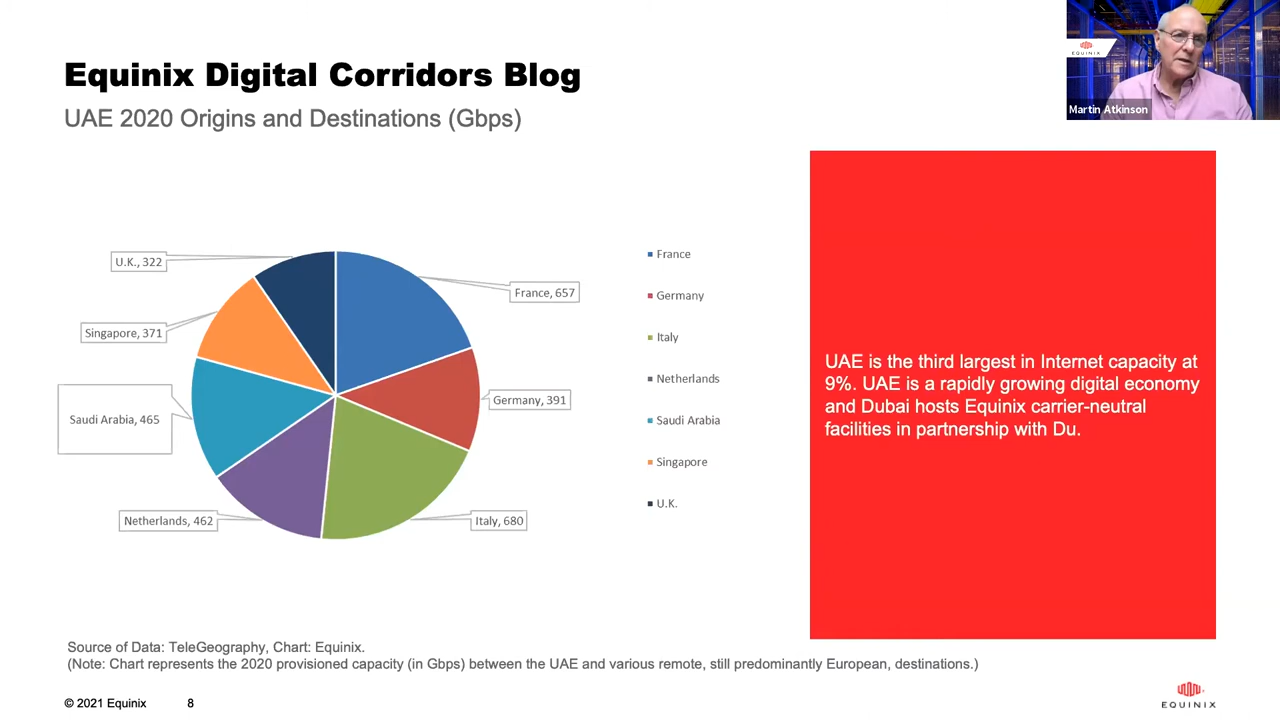 Equinix Digital Corridors Blog
UAE 2020 Origins and Destinations (Gbps)
EQUINIX
Martin Atkinson
U.K., 322
France, 657
Singapore, 371
Germany, 391
Saudi Arabia, 465
Netherlands, 462
Italy, 680
France
Germany
Italy
Netherlands
Saudi Arabia
Singapore
U.K.
UAE is the third largest in Internet capacity at
9%. UAE is a rapidly growing digital economy
and Dubai hosts Equinix carrier-neutral
facilities in partnership with Du.
Source of Data: TeleGeography, Chart: Equinix.
(Note: Chart represents the 2020 provisioned capacity (in Gbps) between the UAE and various remote, still predominantly European, destinations.)
© 2021 Equinix
8
EQUINIX